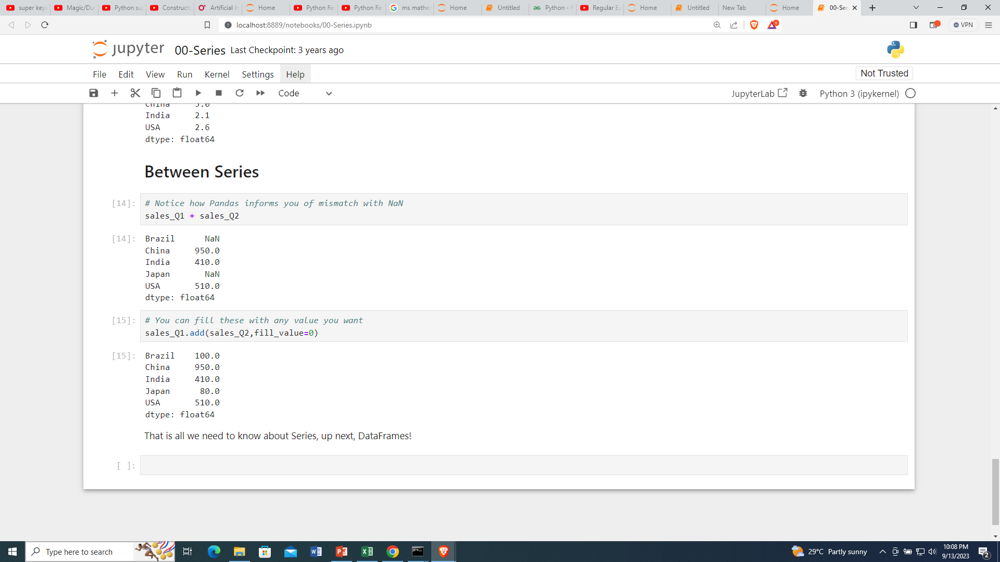 super key
Magic/Du
Python su
Constructo
Artificial In
Home
Python Re
Python Re
ms mathe
Home
Untitled
Python - R
Regular Ex
Home
Untitled
New Tab
Home
00-Ser
localhost:8889/notebooks/00-Series.ipynb
1
VPN
jupyter 00-Series Last Checkpoint: 3 years ago
File Edit View Run Kernel Settings Help
Not Trusted
Code
JupyterLab
Python 3 (ipykernel)
China 5.0
India 2.1
USA 2.6
dtype: float64
Between Series
[14]: # Notice how Pandas informs you of mismatch with NaN
sales_Q1 + sales_Q2
[14]: Brazil NaN
China 950.0
India 410.0
Japan NaN
USA 510.0
dtype: float64
[15]: # You can fill these with any value you want
sales_Q1.add(sales_Q2,fill_value=0)
[15]: Brazil 100.0
China 950.0
India 410.0
Japan 80.0
USA 510.0
dtype: float64
That is all we need to know about Series, up next, DataFrames!
[ ]:
Type here to search
29°C Partly sunny
10:08 PM
9/13/2023
2